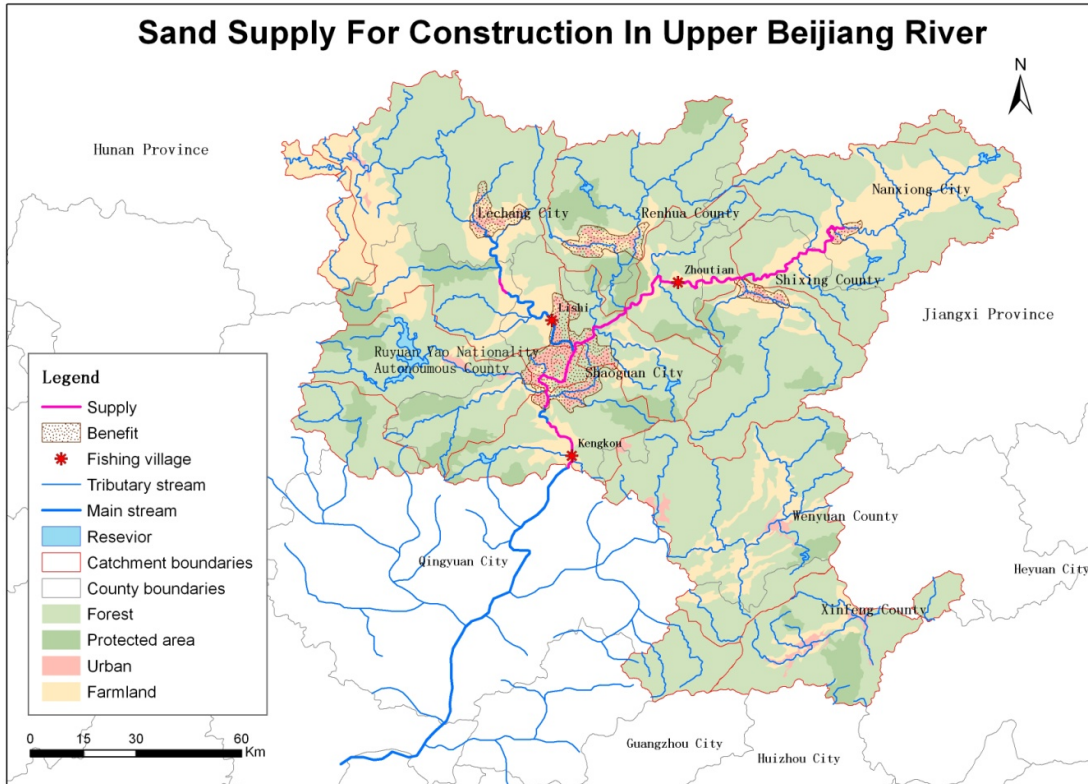 Sand Supply For Construction In Upper Beijiang River
N
Hunan Province
Nanxiong City
Lechang City
Renhua County
Zhoutian
Shixing County
Lishi
Jiangxi Province
Ruyuan Yao Nationality
Autonoumous County
Shaoguan City
Kengkou
Wenyuan County
Qingyuan City
Heyuan City
XinFeng County
Guangzhou City
Huizhou City
Legend
Supply
Benefit
Fishing village
Tributary stream
Main stream
Resevior
Catchment boundaries
County boundaries
Forest
Protected area
Urban
Farmland
0 15 30 60
Km